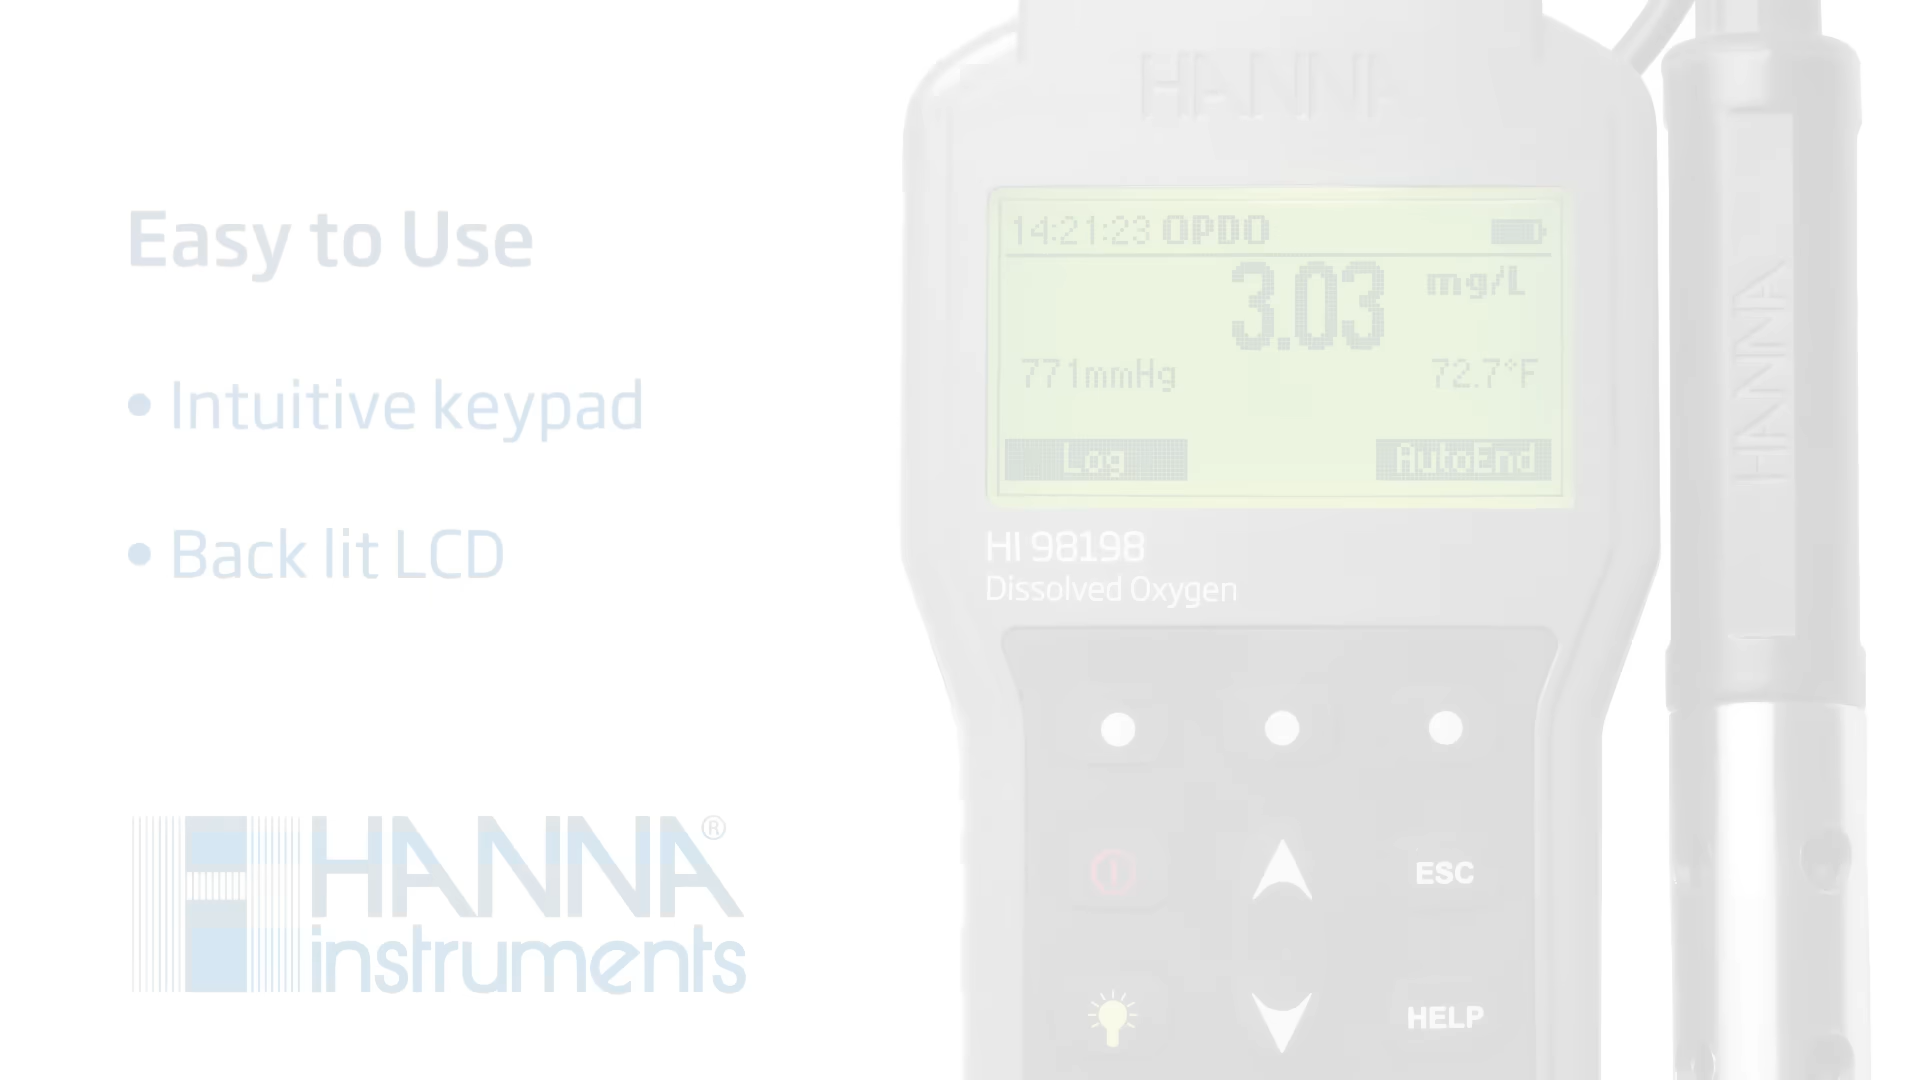 Easy to Use
• Intuitive keypad
• Back lit LCD
HANNA®
instruments
HANNA
14:21:23 OPDO
3.03 mg/L
771mmHg 72.7°F
Log AutoEnd
HI 98198
Dissolved Oxygen
ESC
HELP
HANNA